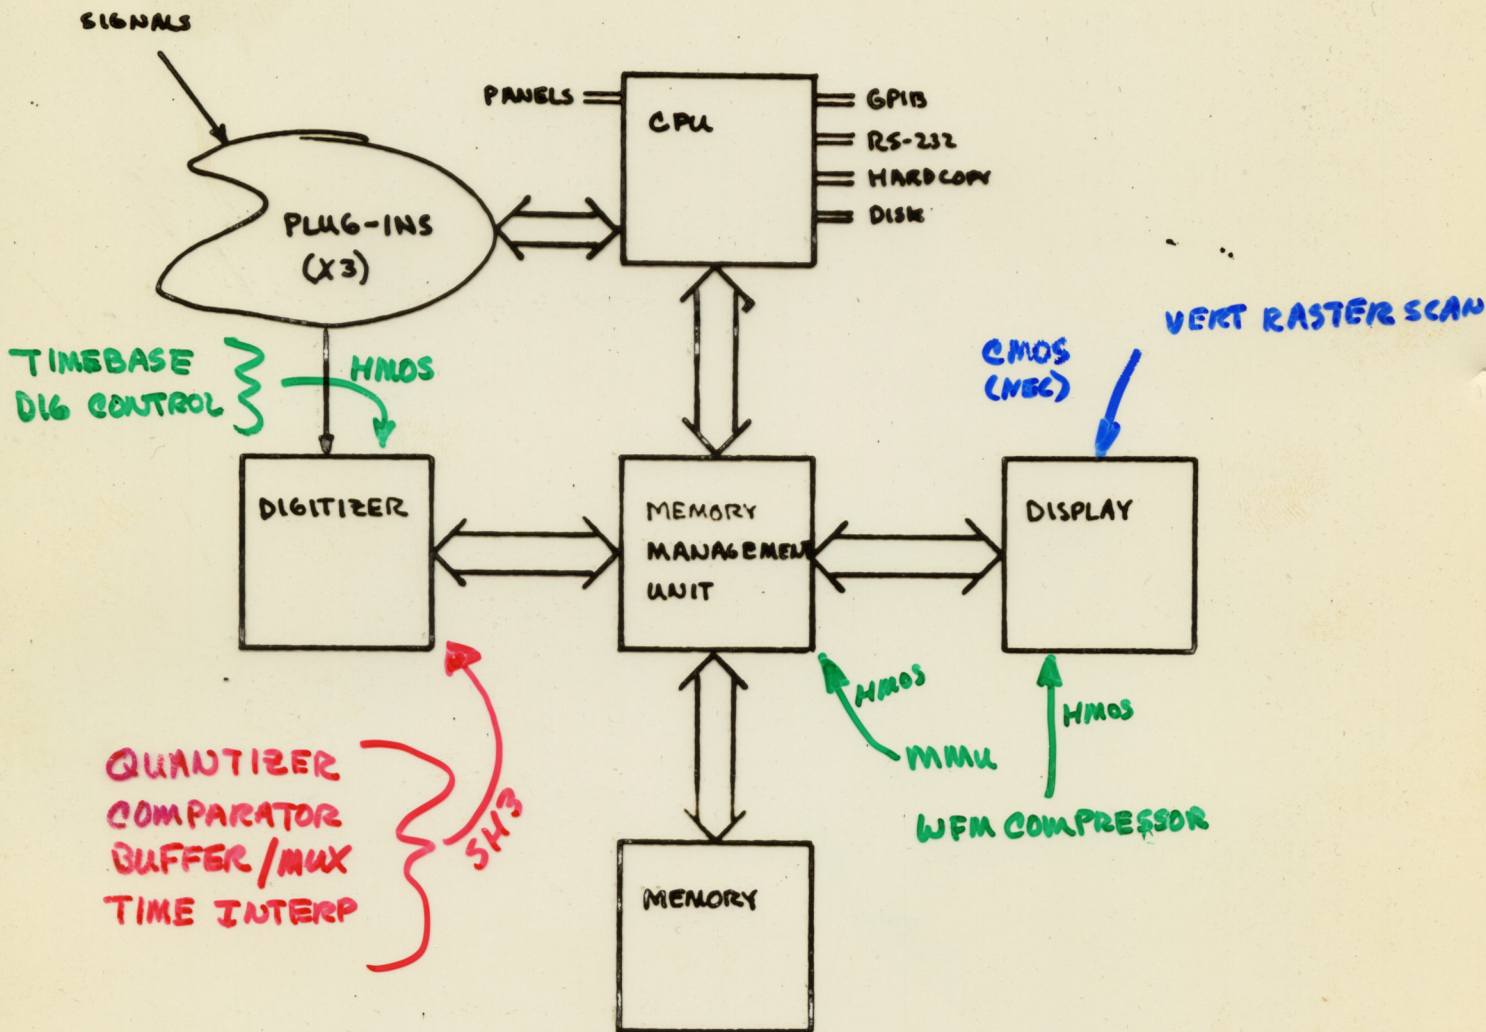 SIGNALS
PANELS
CPU
GPIB
RS-232
HARDCOPY
DISK
PLUG-INS
(X3)
TIMEBASE
DIG CONTROL
HMOS
CMOS
(NEC)
VERT RASTER SCAN
DIGITIZER
MEMORY
MANAGEMENT
UNIT
DISPLAY
HMOS
MMU
HMOS
WFM COMPRESSOR
QUANTIZER
COMPARATOR
BUFFER/MUX
TIME INTERP
SH3
MEMORY